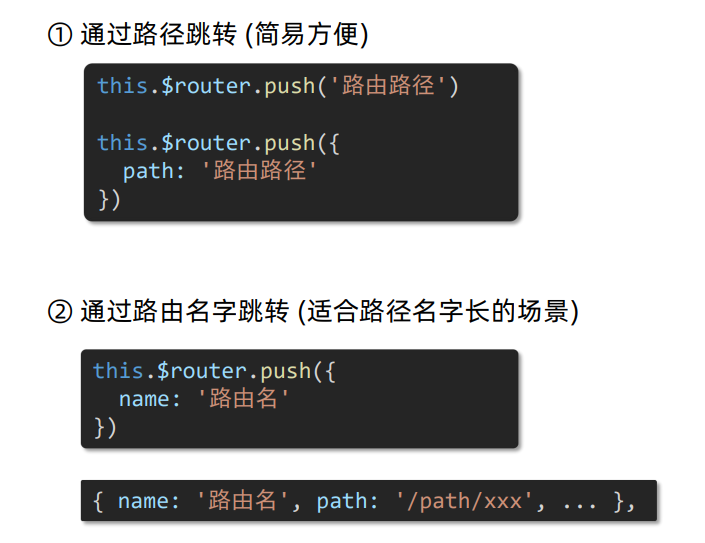 ① 通过路径跳转 (简易方便)
this.$router.push('路由路径')
this.$router.push({
  path: '路由路径'
})
② 通过路由名字跳转 (适合路径名字长的场景)
this.$router.push({
  name: '路由名'
})
{ name: '路由名', path: '/path/xxx', ... },